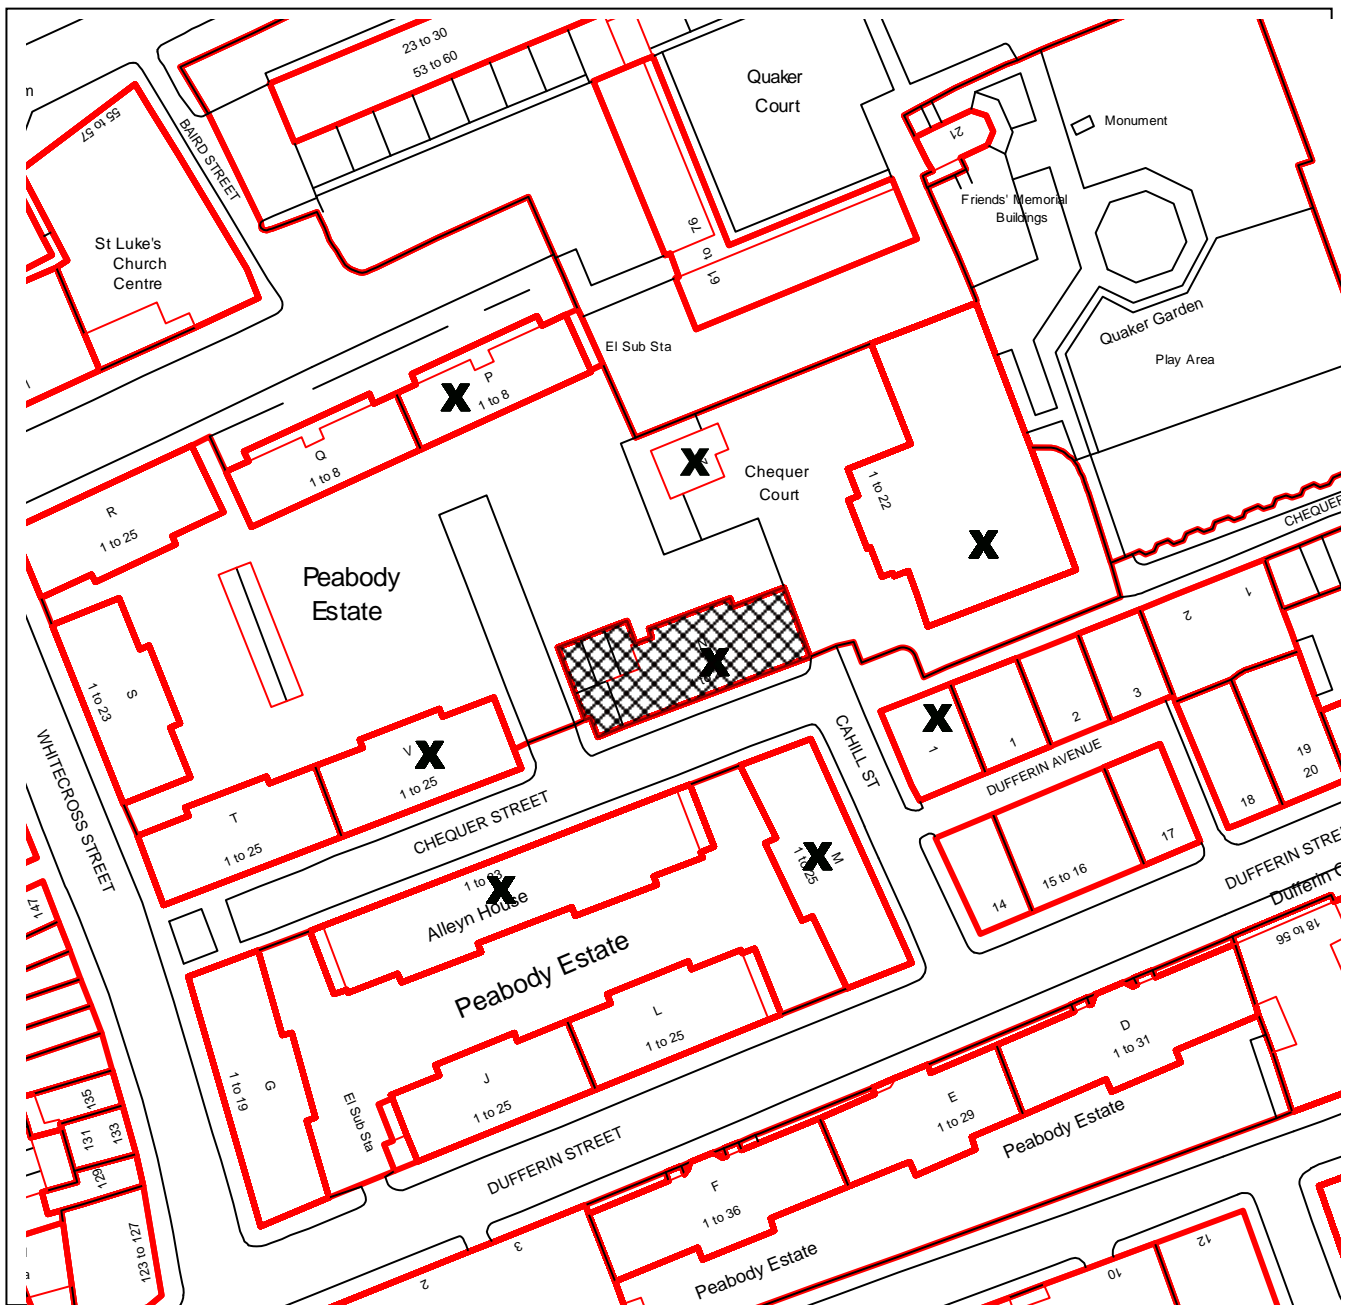 23 to 30
53 to 60
Quaker
Court
55 to 57
BAIRD STREET
21
Monument
Friends' Memorial
Buildings
St Luke's
Church
Centre
76
to
61
Quaker Garden
Play Area
El Sub Sta
P
1 to 8
Q
1 to 8
R
1 to 25
Chequer
Court
1 to 22
CHEQUER
Peabody
Estate
S
1 to 23
V
1 to 25
T
1 to 25
CHEQUER STREET
WHITECROSS STREET
CAHILL ST
1
1
2
3
2
1
DUFFERIN AVENUE
18
19
20
14
15 to 16
17
DUFFERIN STRE
Dufferin
18 to 56
1 to 33
Alleyn House
Peabody Estate
M
1 to 25
147
L
1 to 25
J
1 to 25
G
1 to 19
El Sub Sta
DUFFERIN STREET
D
1 to 31
E
1 to 29
Peabody Estate
F
1 to 36
Peabody Estate
135
133
131
129
123 to 127
3
2
10
12